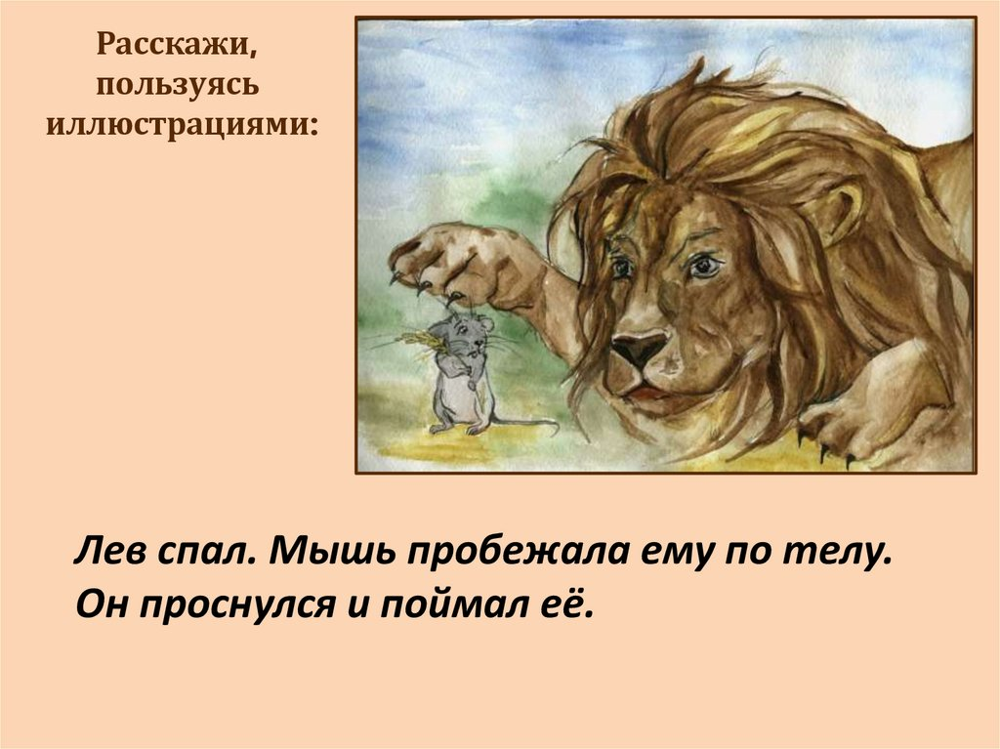 Расскажи,
пользуясь
иллюстрациями:
Лев спал. Мышь пробежала ему по телу.
Он проснулся и поймал её.